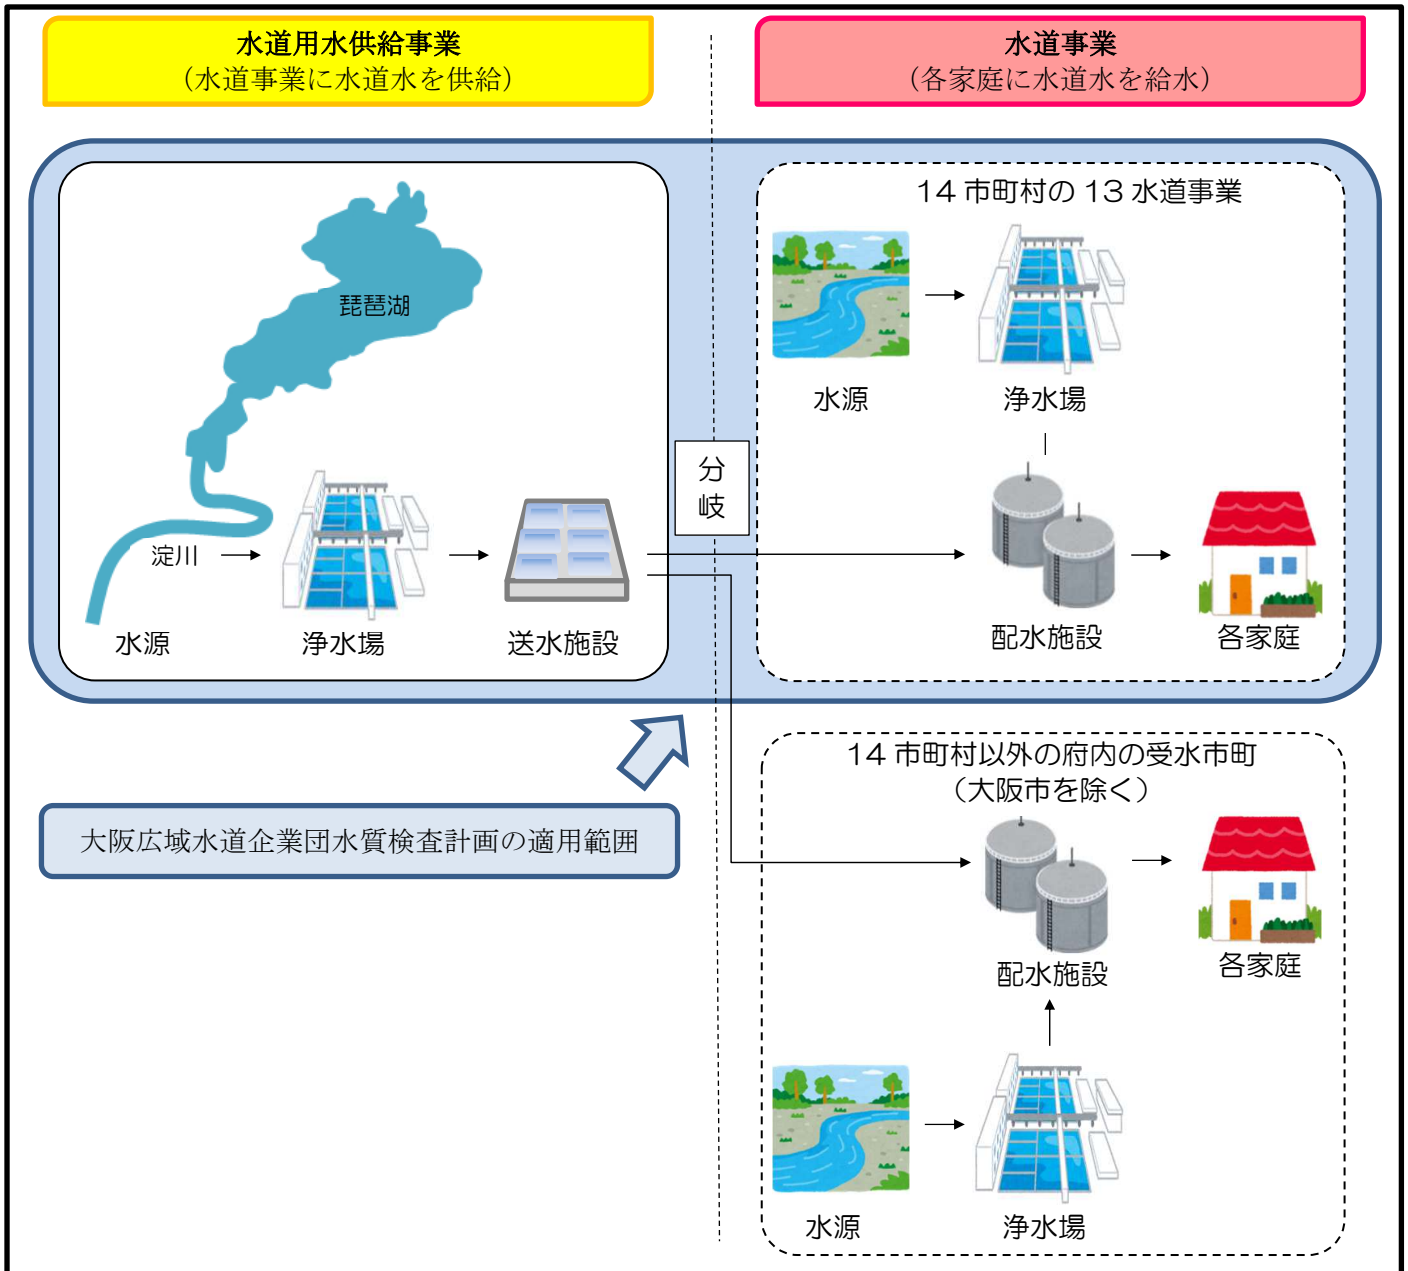 水道用水供給事業
（水道事業に水道水を供給）
水道事業
（各家庭に水道水を給水）
琵琶湖
淀川
水源
浄水場
送水施設
分
岐
14 市町村の 13 水道事業
水源
浄水場
配水施設
各家庭
大阪広域水道企業団水質検査計画の適用範囲
14 市町村以外の府内の受水市町
（大阪市を除く）
配水施設
各家庭
水源
浄水場